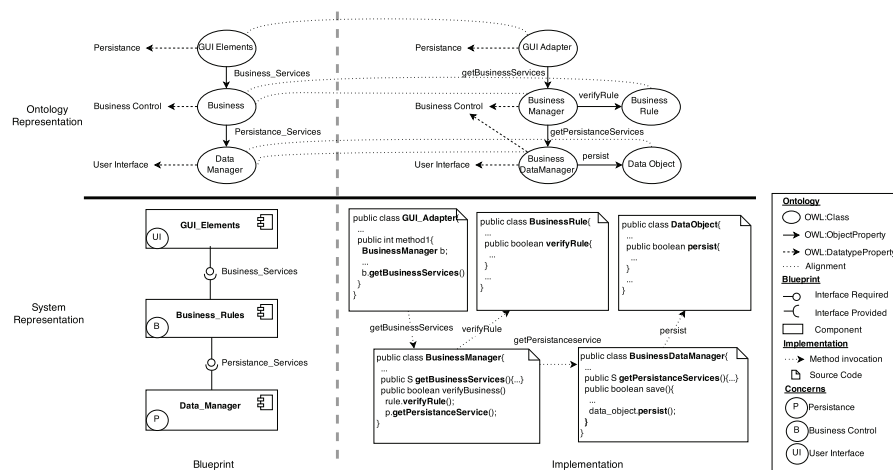 Ontology
Representation
Persistance
GUI Elements
Business_Services
Business Control
Business
Persistance_Services
User Interface
Data
Manager
Persistance
GUI Adapter
getBusinessServices
Business Control
Business
Manager
verifyRule
Business
Rule
getPersistanceServices
User Interface
Business
DataManager
persist
Data Object
System
Representation
GUI_Elements
UI
Business_Services
Business_Rules
B
Persistance_Services
Data_Manager
P
Blueprint
public class GUI_Adapter{
...
public int method1{
BusinessManager b;
...
b.getBusinessServices()
}
}
public class BusinessRule{
...
public boolean verifyRule{
...
}
...
}
public class DataObject{
...
public boolean persist{
...
}
...
}
getBusinessServices
verifyRule
getPersistanceservice
persist
public class BusinessManager{
...
public S getBusinessServices(){...}
public boolean verifyBusiness()
rule.verifyRule();
p.getPersistanceService();
}
}
public class BusinessDataManager{
...
public S getPersistanceServices(){...}
public boolean save(){
...
data_object.persist();
}
}
Implementation
Ontology
OWL:Class
OWL:ObjectProperty
OWL:DatatypeProperty
Alignment
Blueprint
Interface Required
Interface Provided
Component
Implementation
Method invocation
Source Code
Concerns
P Persistance
B Business Control
UI User Interface